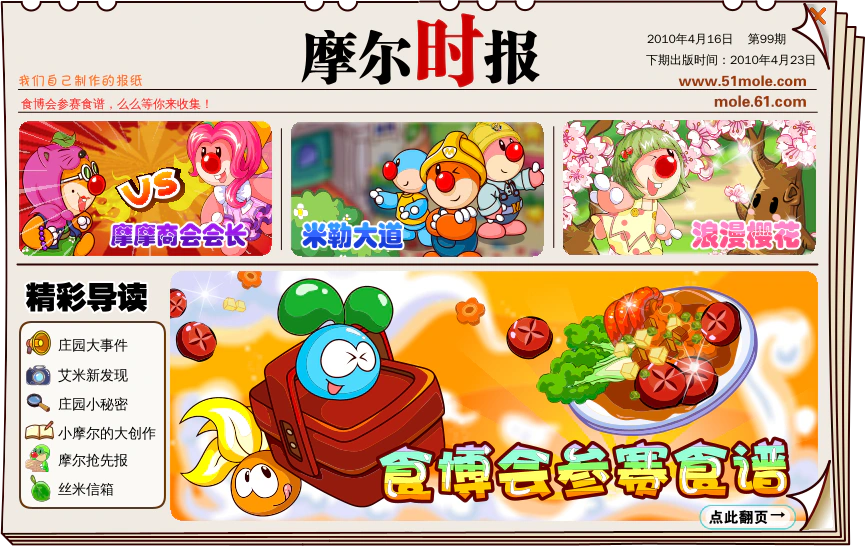 摩尔时报
2010年4月16日 第99期
下期出版时间：2010年4月23日
我们自己制作的报纸
www.51mole.com
食博会参赛食谱，么么等你来收集！
mole.61.com
VS
摩摩商会会长
米勒大道
浪漫樱花
精彩导读
庄园大事件
艾米新发现
庄园小秘密
小摩尔的大创作
摩尔抢先报
丝米信箱
食博会参赛食谱
点此翻页→